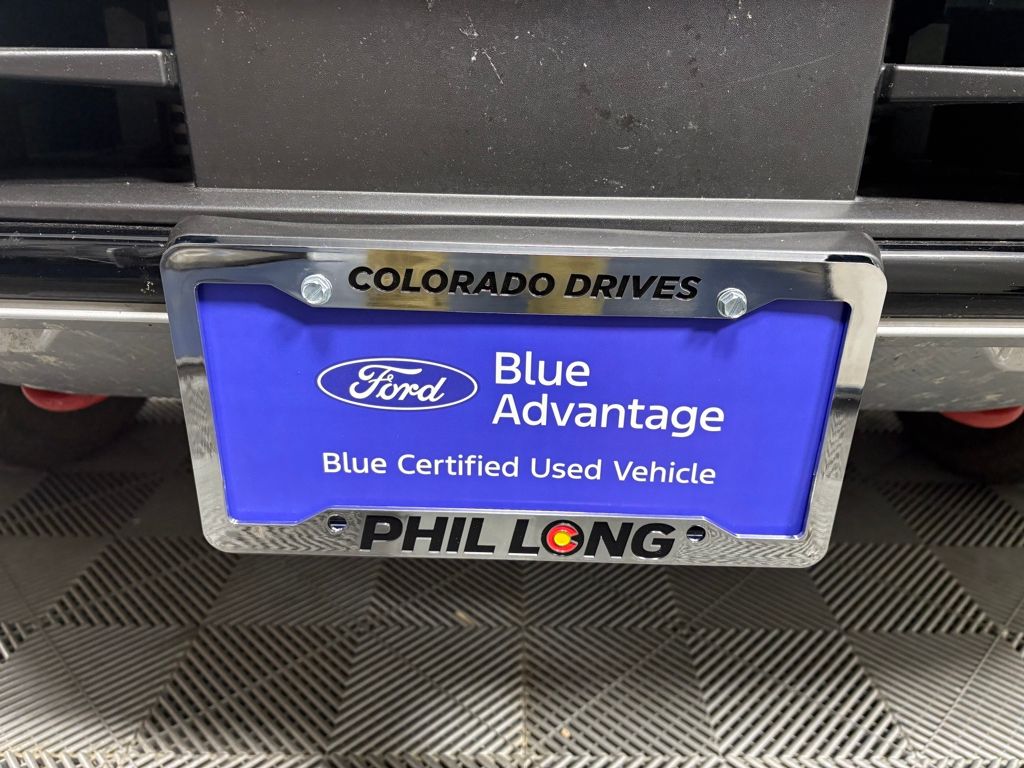 COLORADO DRIVES
Ford
Blue
Advantage
Blue Certified Used Vehicle
PHIL LONG